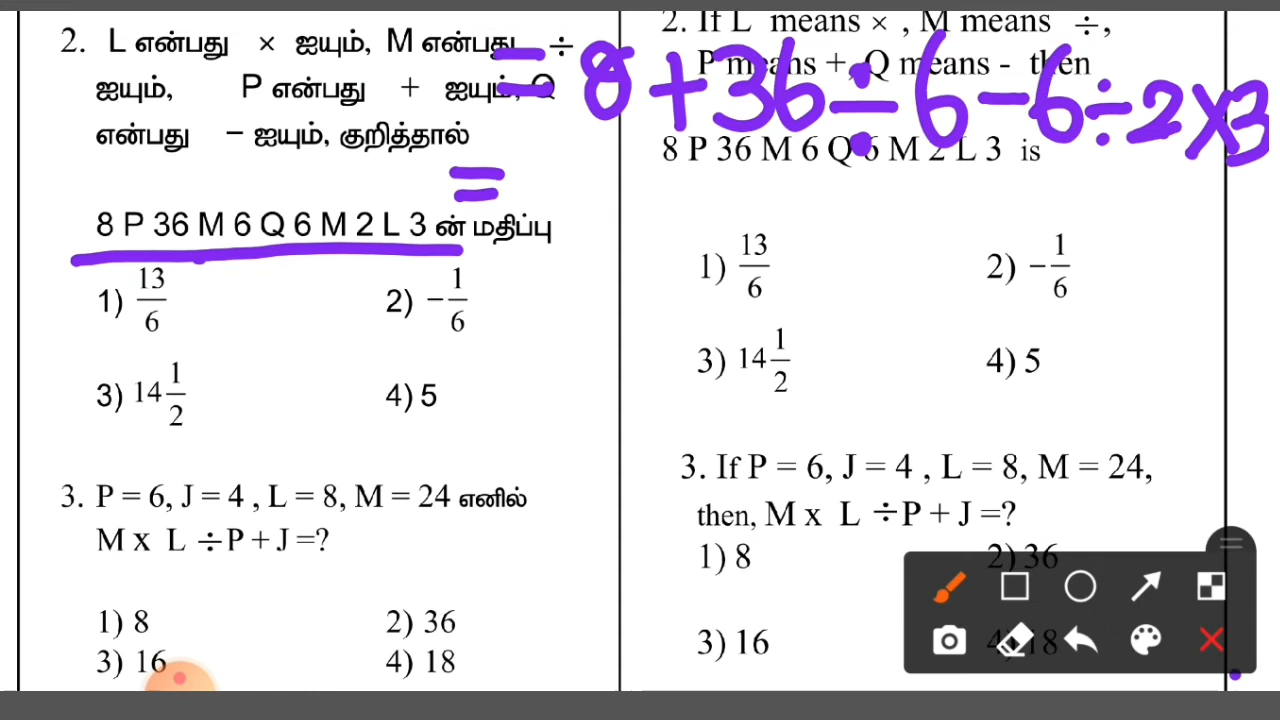 2. L என்பது × ஐயும், M என்பது ÷
ஐயும், P என்பது + ஐயும், Q
என்பது − ஐயும், குறித்தால்
=
8 P 36 M 6 Q 6 M 2 L 3 ன் மதிப்பு
1) 13/6 2) −1/6
3) 14 1/2 4) 5
3. P = 6, J = 4 , L = 8, M = 24 எனில்
M x L ÷ P + J =?
1) 8 2) 36
3) 16 4) 18
2. If L means × , M means ÷,
P means +, Q means - then
= 8 + 36 ÷ 6 − 6 ÷ 2 × 3
8 P 36 M 6 Q 6 M 2 L 3 is
1) 13/6 2) −1/6
3) 14 1/2 4) 5
3. If P = 6, J = 4 , L = 8, M = 24,
then, M x L ÷ P + J =?
1) 8 2) 36
3) 16 4) 18